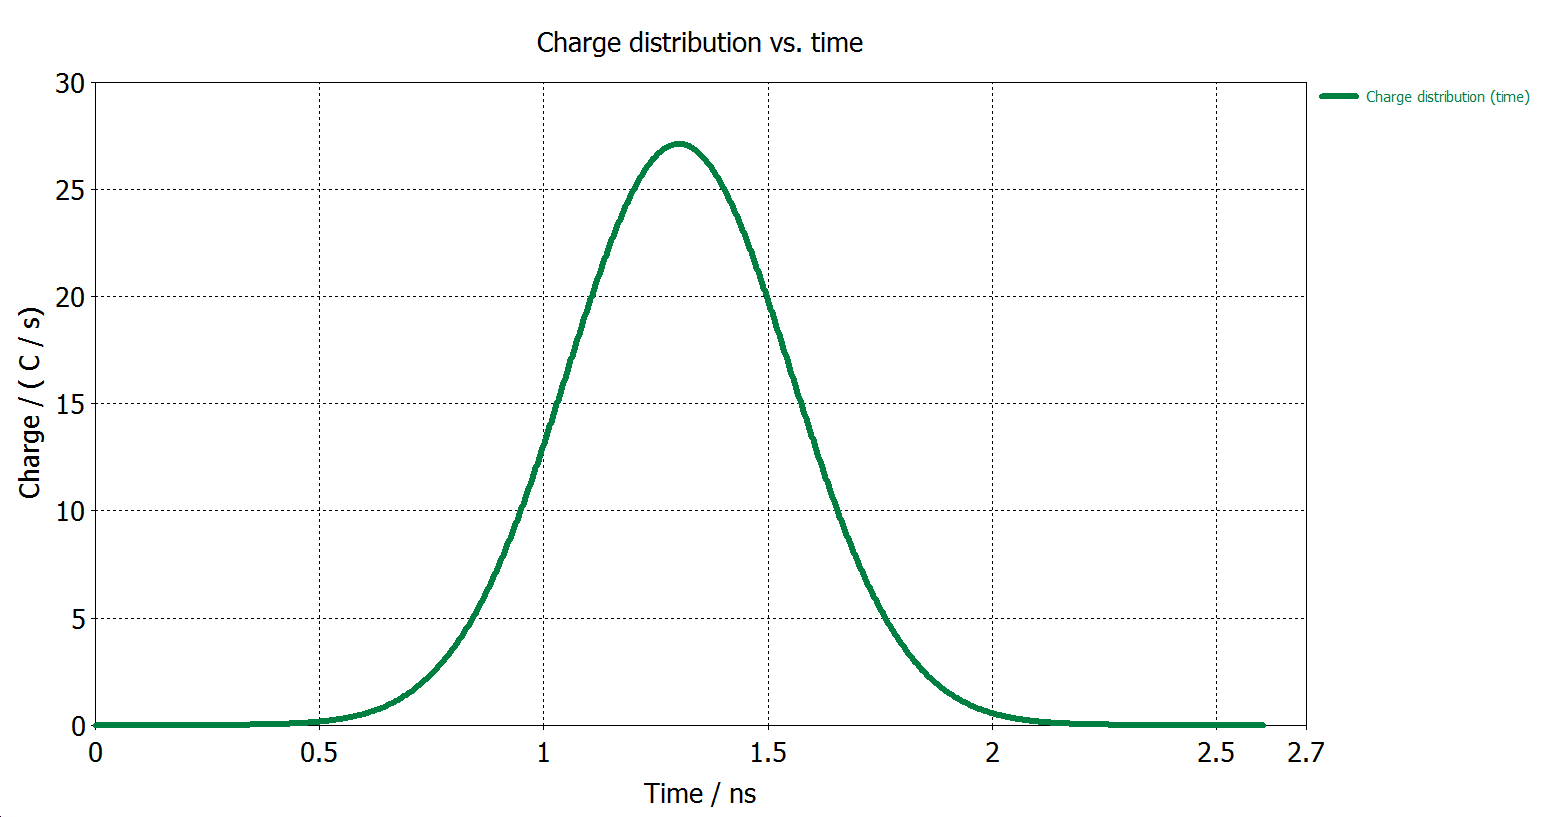 Charge distribution vs. time
Charge distribution (time)
30
25
20
15
10
5
0
Charge / ( C / s)
0 0.5 1 1.5 2 2.5 2.7
Time / ns